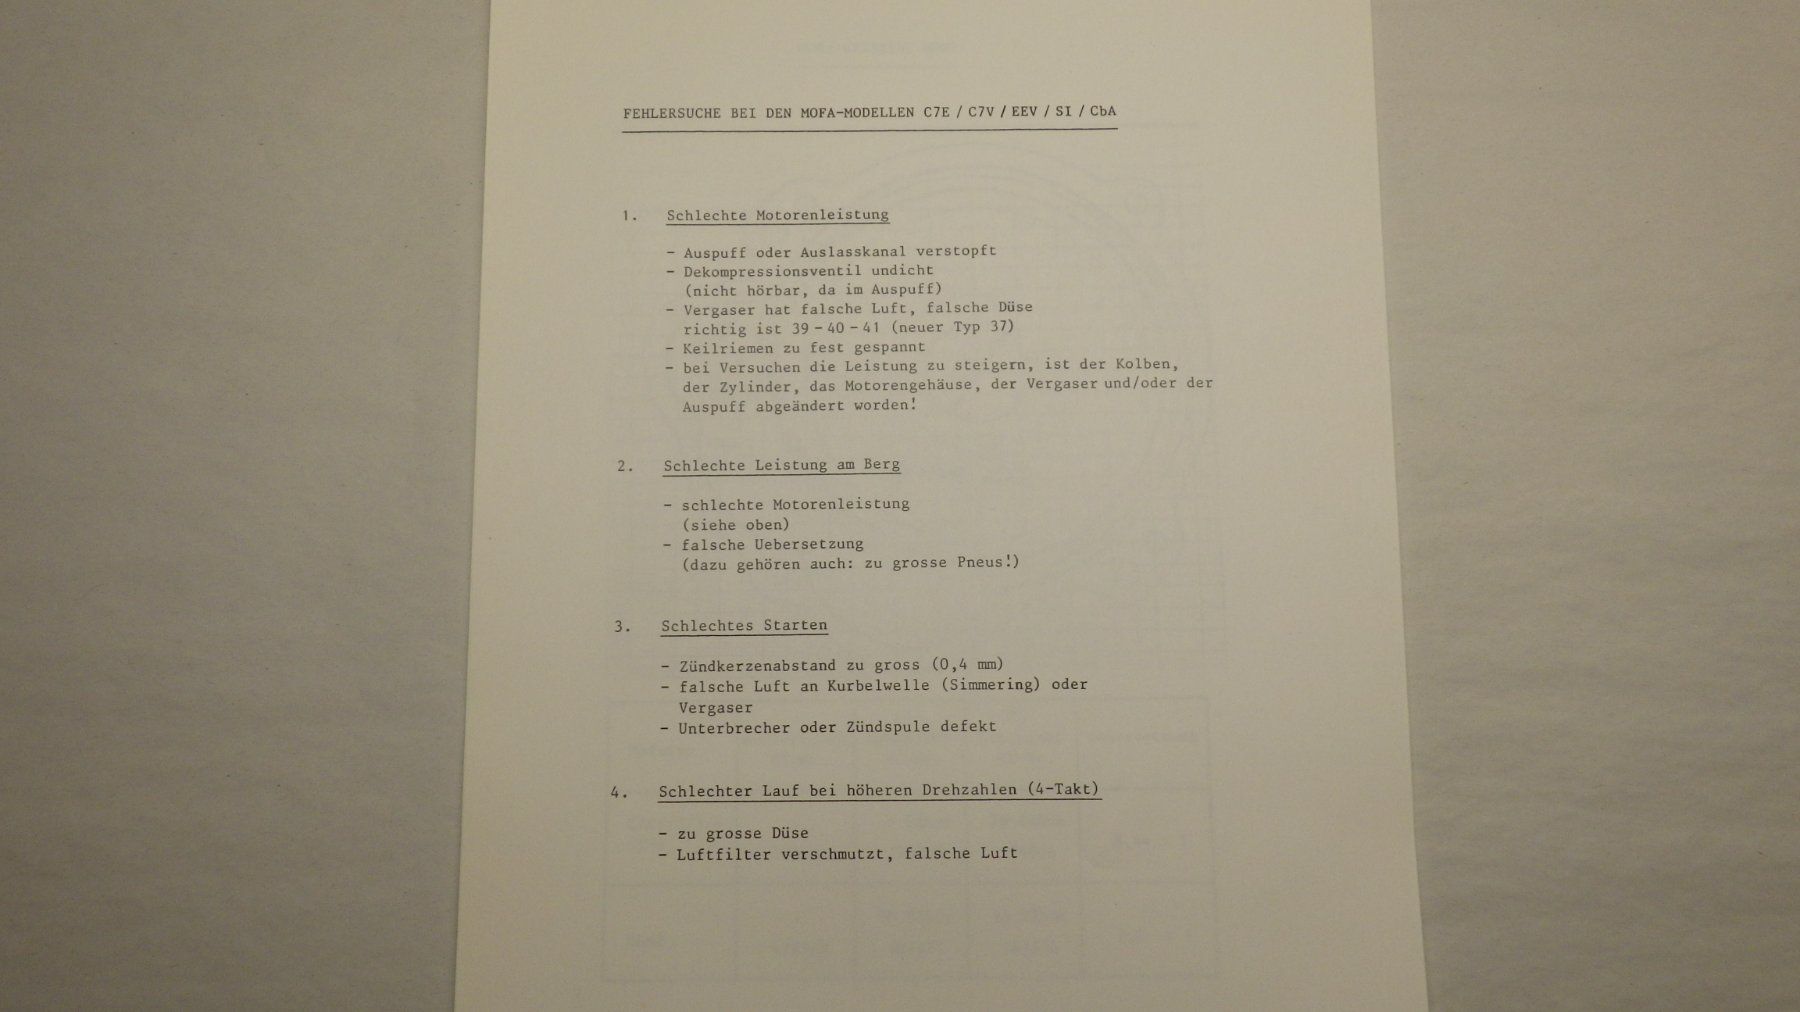 FEHLERSUCHE BEI DEN MOFA-MODELLEN C7E / C7V / EEV / SI / CbA
1. Schlechte Motorenleistung
- Auspuff oder Auslasskanal verstopft
- Dekompressionsventil undicht
(nicht hörbar, da im Auspuff)
- Vergaser hat falsche Luft, falsche Düse
richtig ist 39 - 40 - 41 (neuer Typ 37)
- Keilriemen zu fest gespannt
- bei Versuchen die Leistung zu steigern, ist der Kolben,
der Zylinder, das Motorengehäuse, der Vergaser und/oder der
Auspuff abgeändert worden!
2. Schlechte Leistung am Berg
- schlechte Motorenleistung
(siehe oben)
- falsche Uebersetzung
(dazu gehören auch: zu grosse Pneus!)
3. Schlechtes Starten
- Zündkerzenabstand zu gross (0,4 mm)
- falsche Luft an Kurbelwelle (Simmering) oder
Vergaser
- Unterbrecher oder Zündspule defekt
4. Schlechter Lauf bei höheren Drehzahlen (4-Takt)
- zu grosse Düse
- Luftfilter verschmutzt, falsche Luft